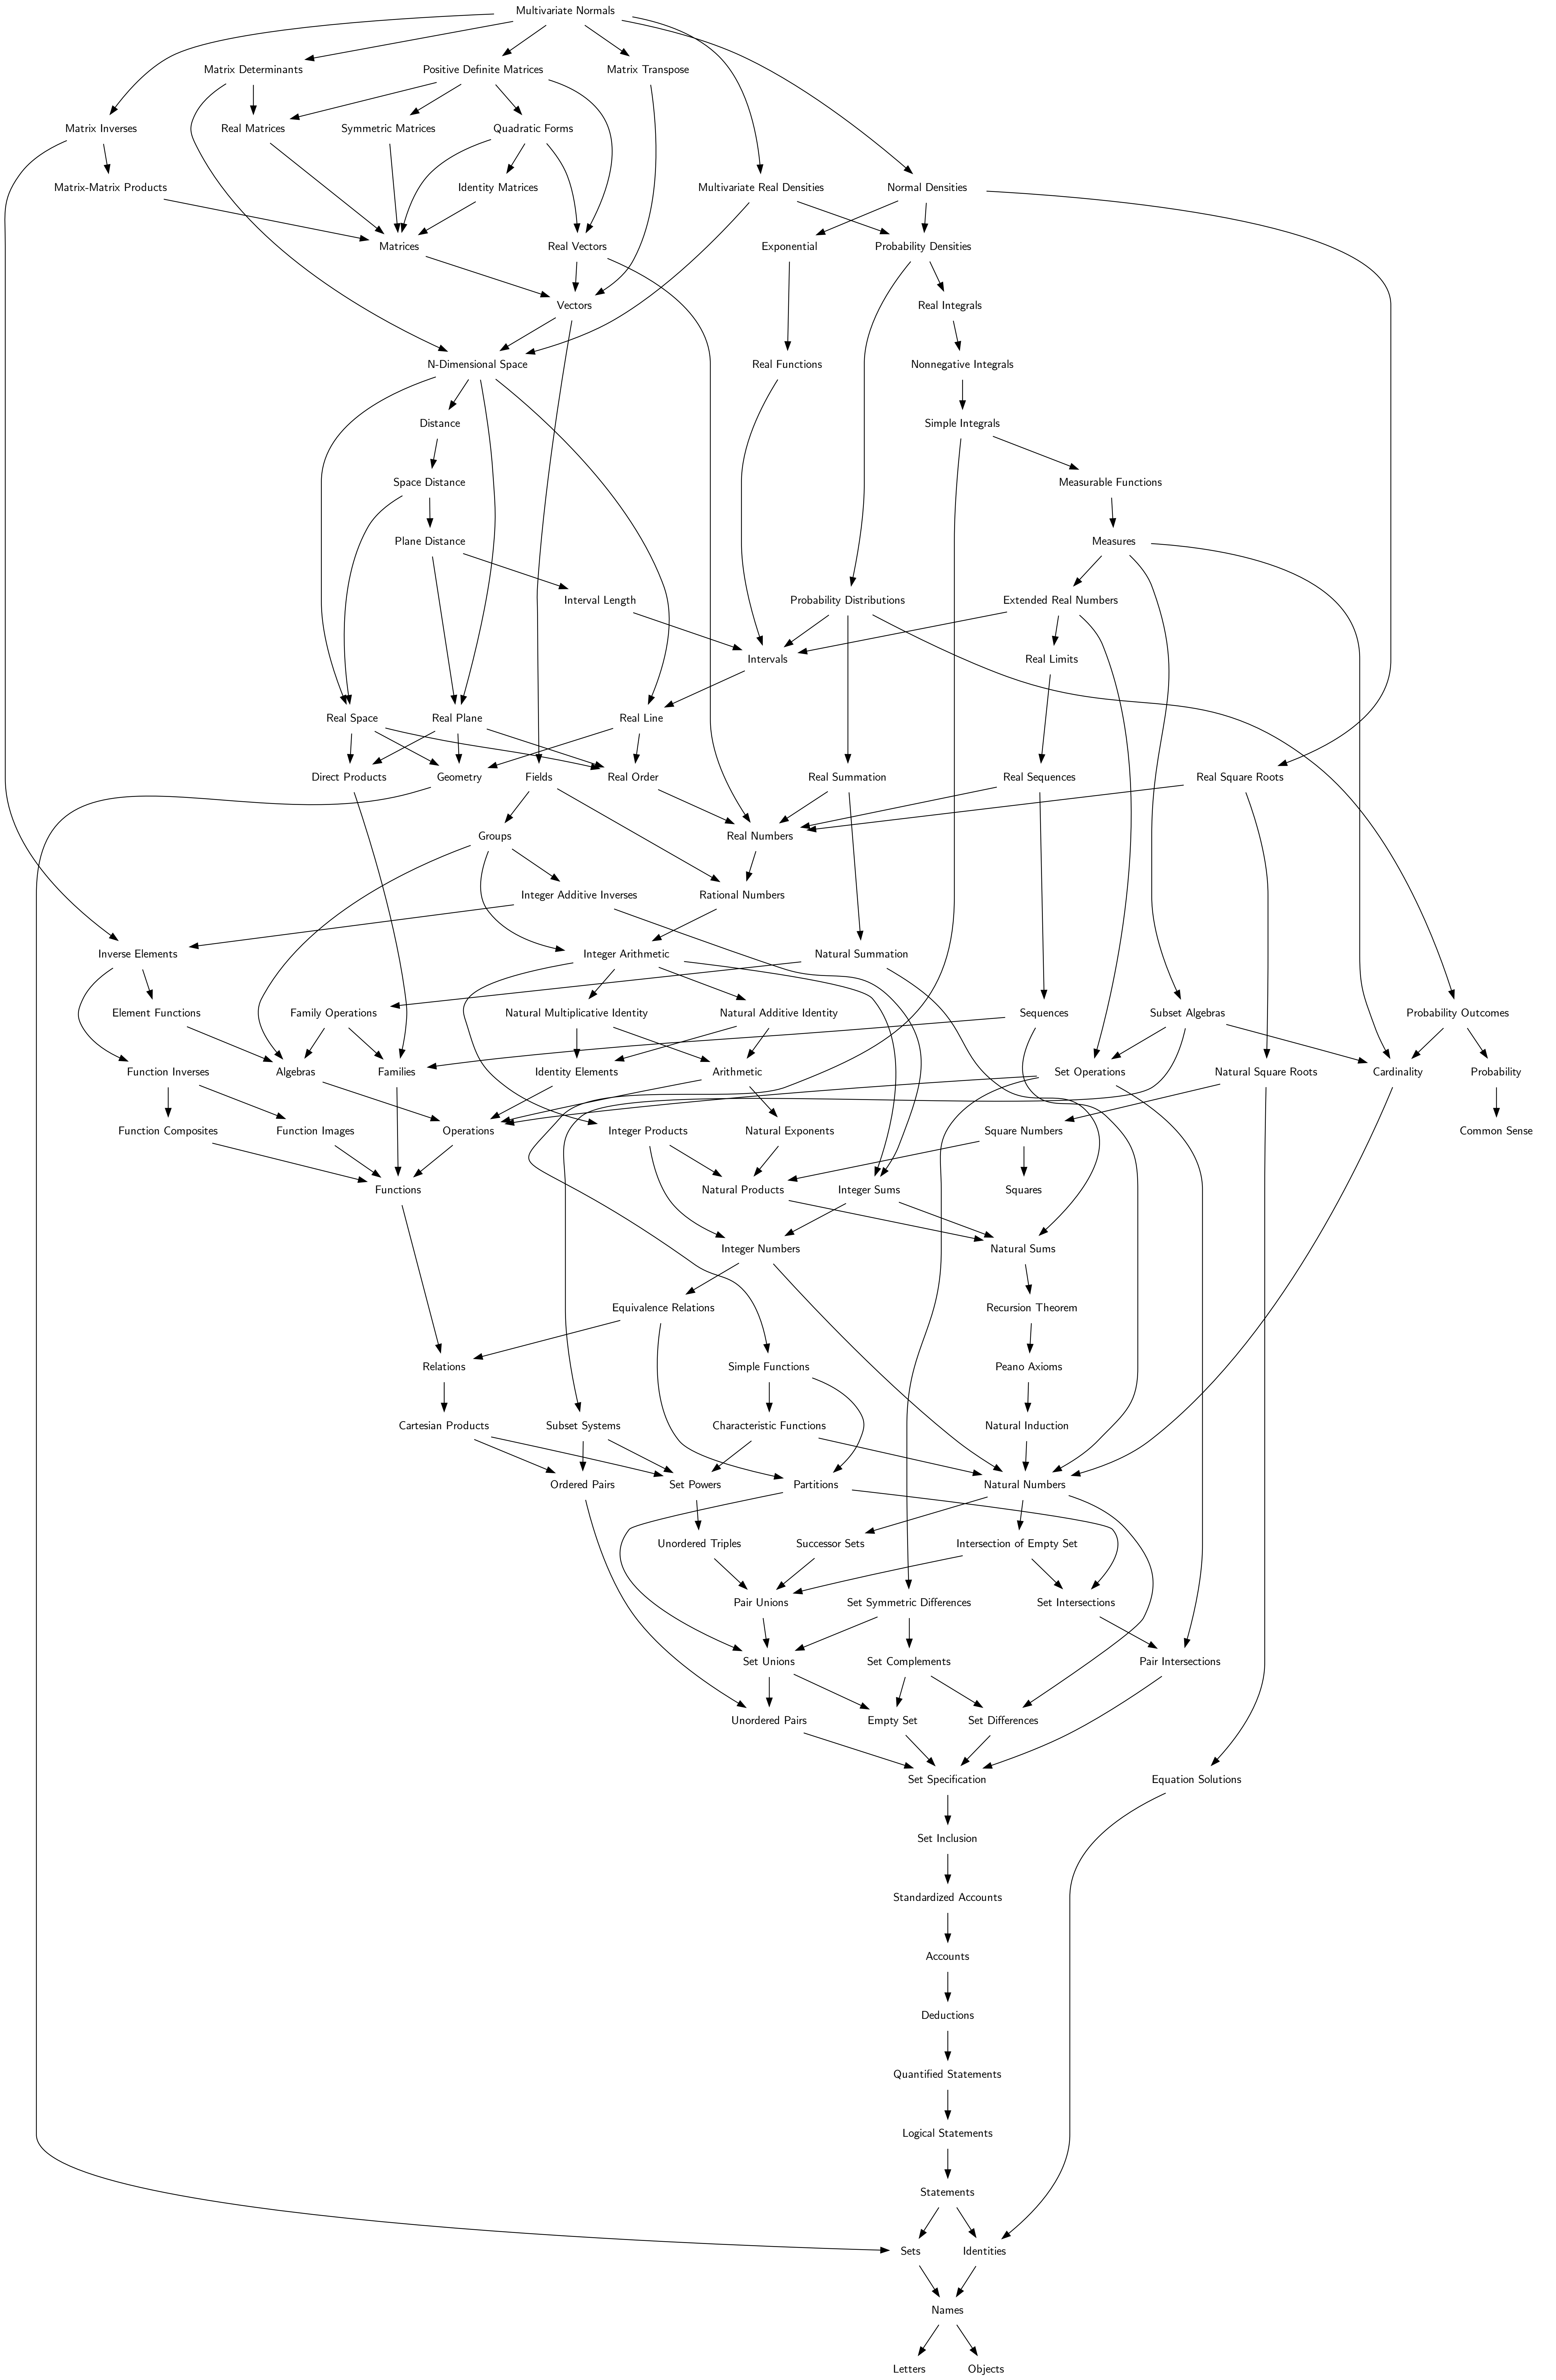 Multivariate Normals
Matrix Determinants
Positive Definite Matrices
Matrix Transpose
Matrix Inverses
Real Matrices
Symmetric Matrices
Quadratic Forms
Matrix-Matrix Products
Identity Matrices
Multivariate Real Densities
Normal Densities
Matrices
Real Vectors
Exponential
Probability Densities
Vectors
Real Integrals
N-Dimensional Space
Real Functions
Nonnegative Integrals
Distance
Simple Integrals
Space Distance
Measurable Functions
Plane Distance
Measures
Interval Length
Probability Distributions
Extended Real Numbers
Intervals
Real Limits
Real Space
Real Plane
Real Line
Direct Products
Geometry
Fields
Real Order
Real Summation
Real Sequences
Real Square Roots
Groups
Real Numbers
Integer Additive Inverses
Rational Numbers
Inverse Elements
Integer Arithmetic
Natural Summation
Element Functions
Family Operations
Natural Multiplicative Identity
Natural Additive Identity
Sequences
Subset Algebras
Probability Outcomes
Function Inverses
Algebras
Families
Identity Elements
Arithmetic
Set Operations
Natural Square Roots
Cardinality
Probability
Function Composites
Function Images
Operations
Integer Products
Natural Exponents
Square Numbers
Common Sense
Functions
Natural Products
Integer Sums
Squares
Integer Numbers
Natural Sums
Equivalence Relations
Recursion Theorem
Relations
Simple Functions
Peano Axioms
Cartesian Products
Subset Systems
Characteristic Functions
Natural Induction
Ordered Pairs
Set Powers
Partitions
Natural Numbers
Unordered Triples
Successor Sets
Intersection of Empty Set
Pair Unions
Set Symmetric Differences
Set Intersections
Set Unions
Set Complements
Pair Intersections
Unordered Pairs
Empty Set
Set Differences
Set Specification
Equation Solutions
Set Inclusion
Standardized Accounts
Accounts
Deductions
Quantified Statements
Logical Statements
Statements
Sets
Identities
Names
Letters
Objects